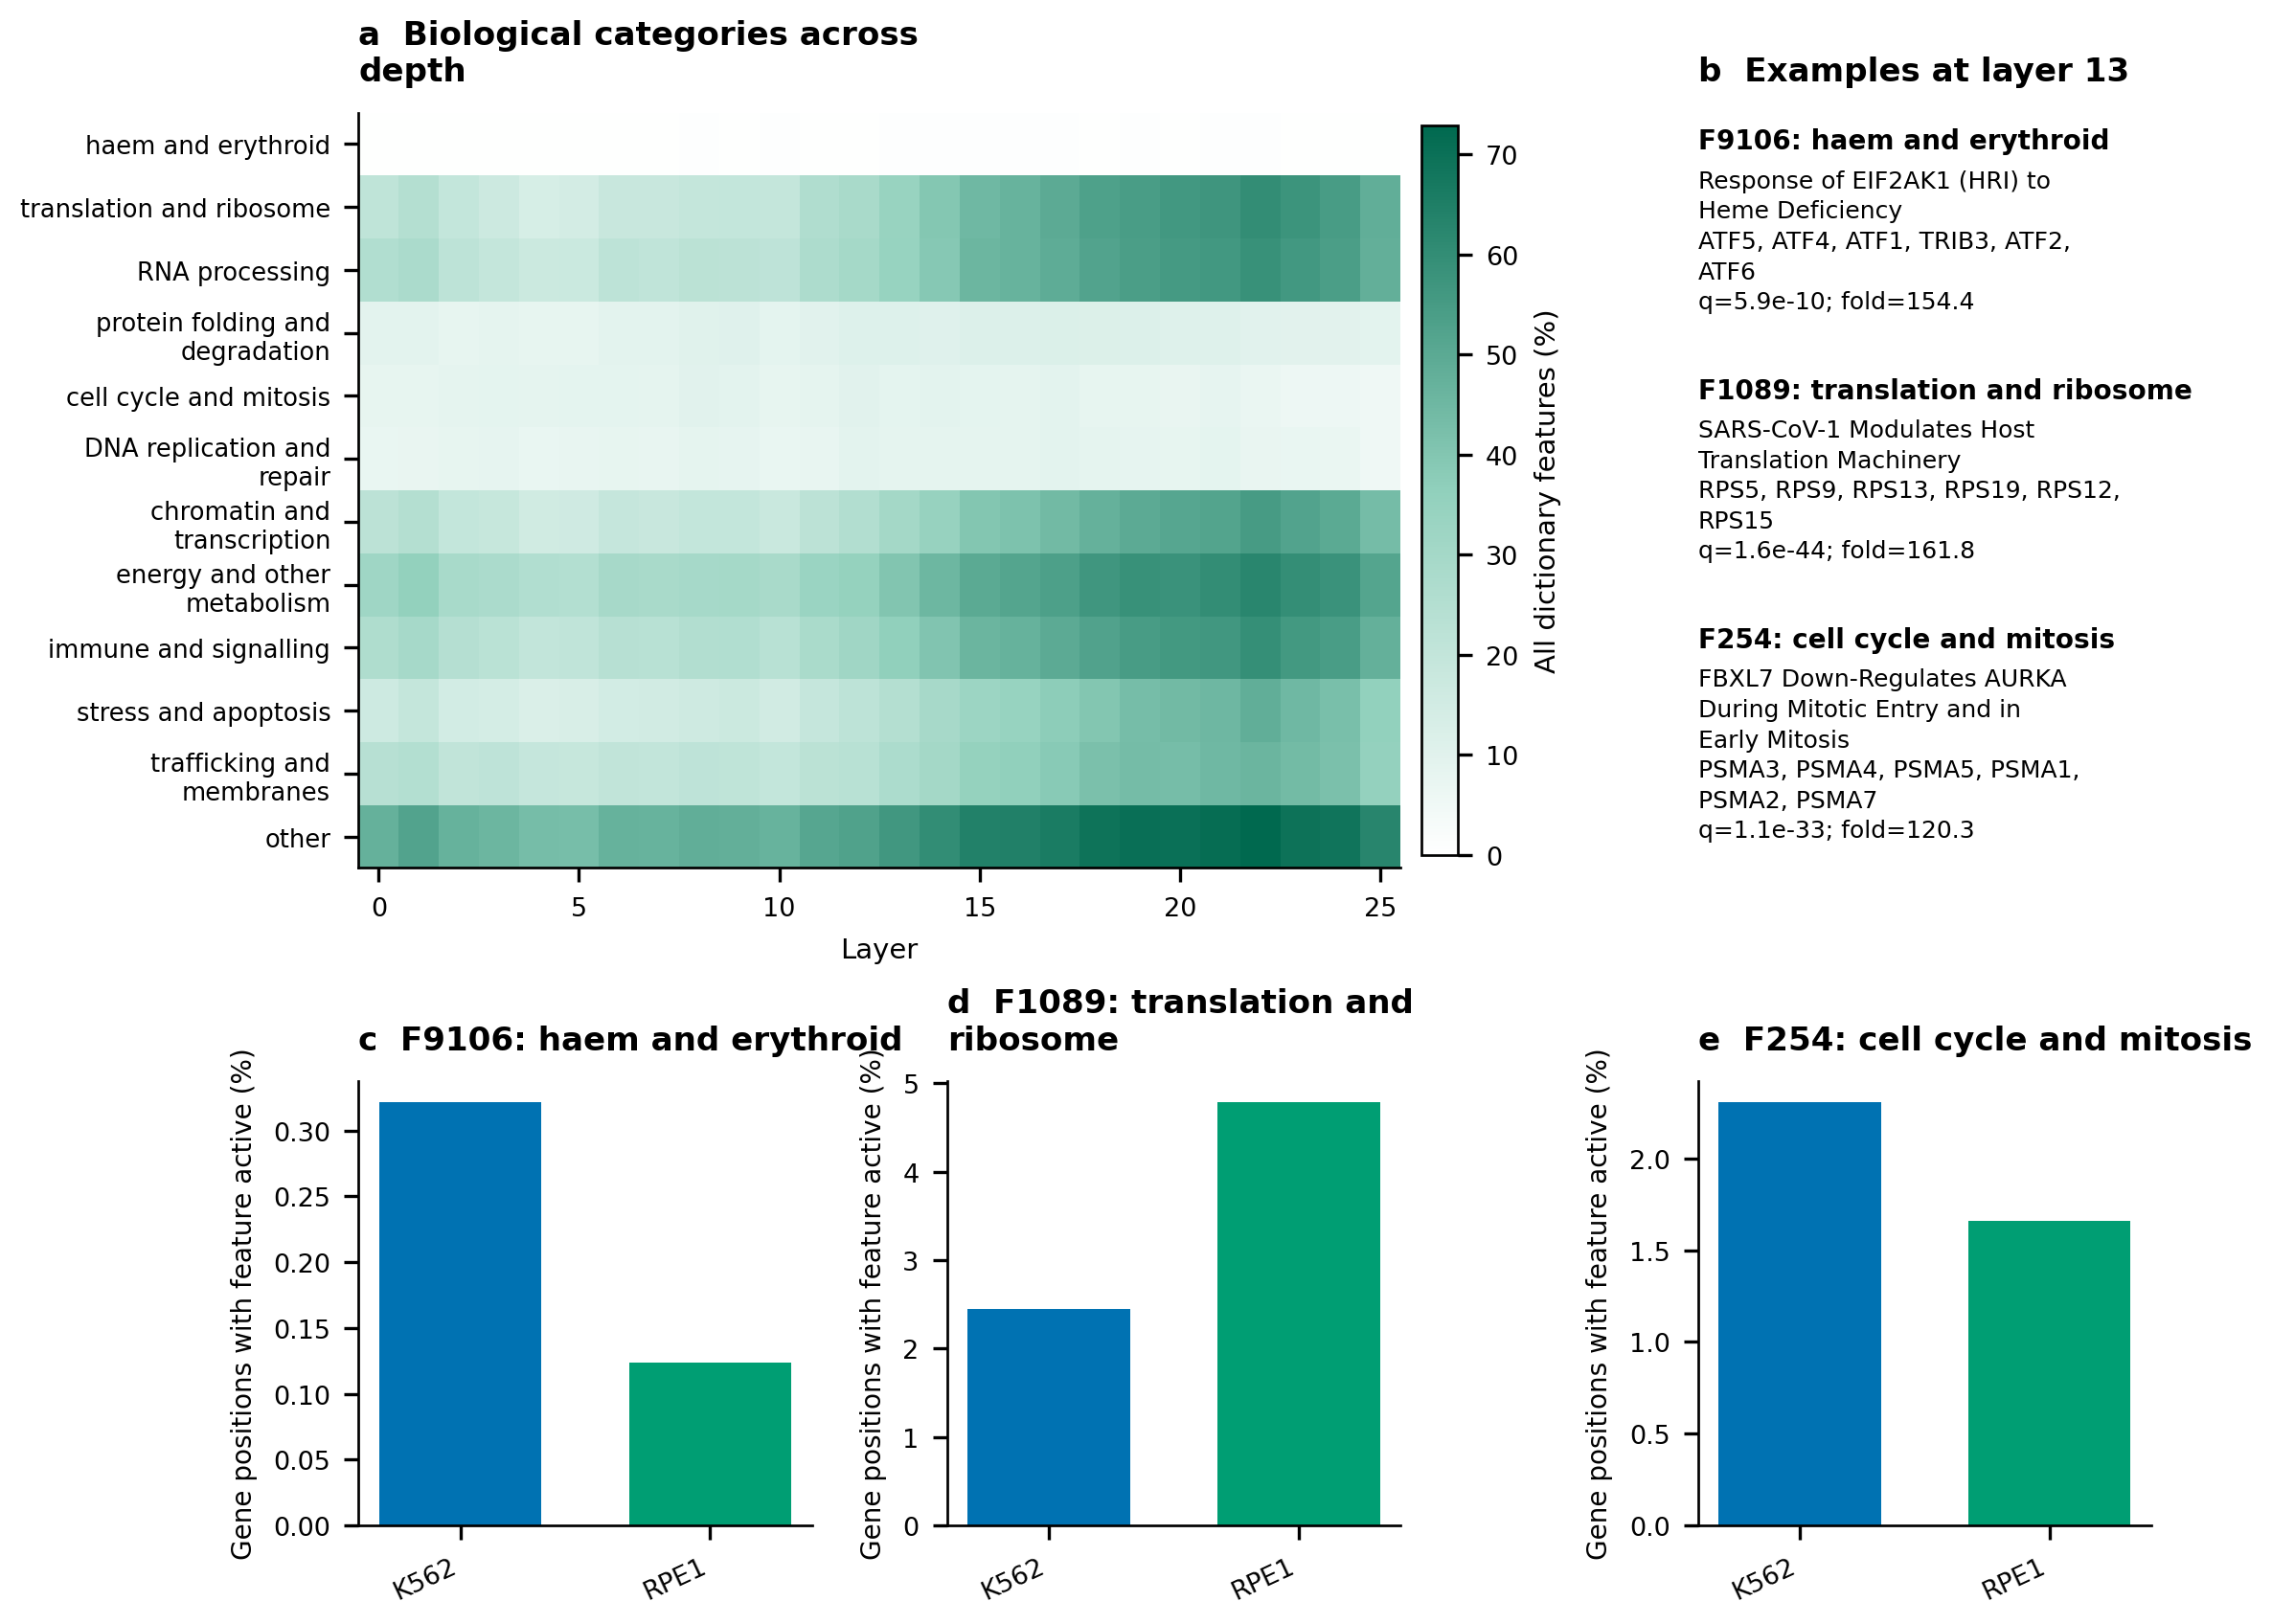 a  Biological categories across
depth
haem and erythroid
translation and ribosome
RNA processing
protein folding and
degradation
cell cycle and mitosis
DNA replication and
repair
chromatin and
transcription
energy and other
metabolism
immune and signalling
stress and apoptosis
trafficking and
membranes
other
0
5
10
15
20
25
Layer
70
60
50
40
30
20
10
0
All dictionary features (%)
b  Examples at layer 13
F9106: haem and erythroid
Response of EIF2AK1 (HRI) to
Heme Deficiency
ATF5, ATF4, ATF1, TRIB3, ATF2,
ATF6
q=5.9e-10; fold=154.4
F1089: translation and ribosome
SARS-CoV-1 Modulates Host
Translation Machinery
RPS5, RPS9, RPS13, RPS19, RPS12,
RPS15
q=1.6e-44; fold=161.8
F254: cell cycle and mitosis
FBXL7 Down-Regulates AURKA
During Mitotic Entry and in
Early Mitosis
PSMA3, PSMA4, PSMA5, PSMA1,
PSMA2, PSMA7
q=1.1e-33; fold=120.3
c  F9106: haem and erythroid
Gene positions with feature active (%)
0.30
0.25
0.20
0.15
0.10
0.05
0.00
K562
RPE1
d  F1089: translation and
ribosome
Gene positions with feature active (%)
5
4
3
2
1
0
K562
RPE1
e  F254: cell cycle and mitosis
Gene positions with feature active (%)
2.0
1.5
1.0
0.5
0.0
K562
RPE1